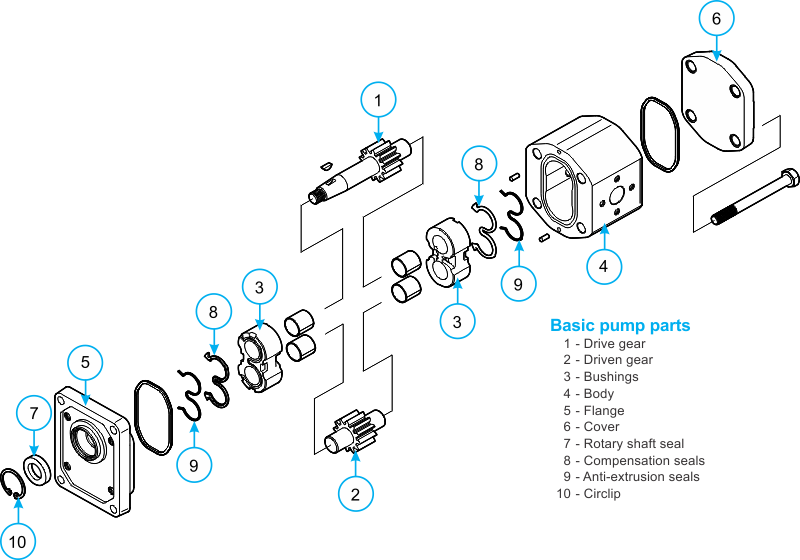 6
1
8
9
4
3
3
8
5
7
9
2
10
Basic pump parts
1 - Drive gear
2 - Driven gear
3 - Bushings
4 - Body
5 - Flange
6 - Cover
7 - Rotary shaft seal
8 - Compensation seals
9 - Anti-extrusion seals
10 - Circlip